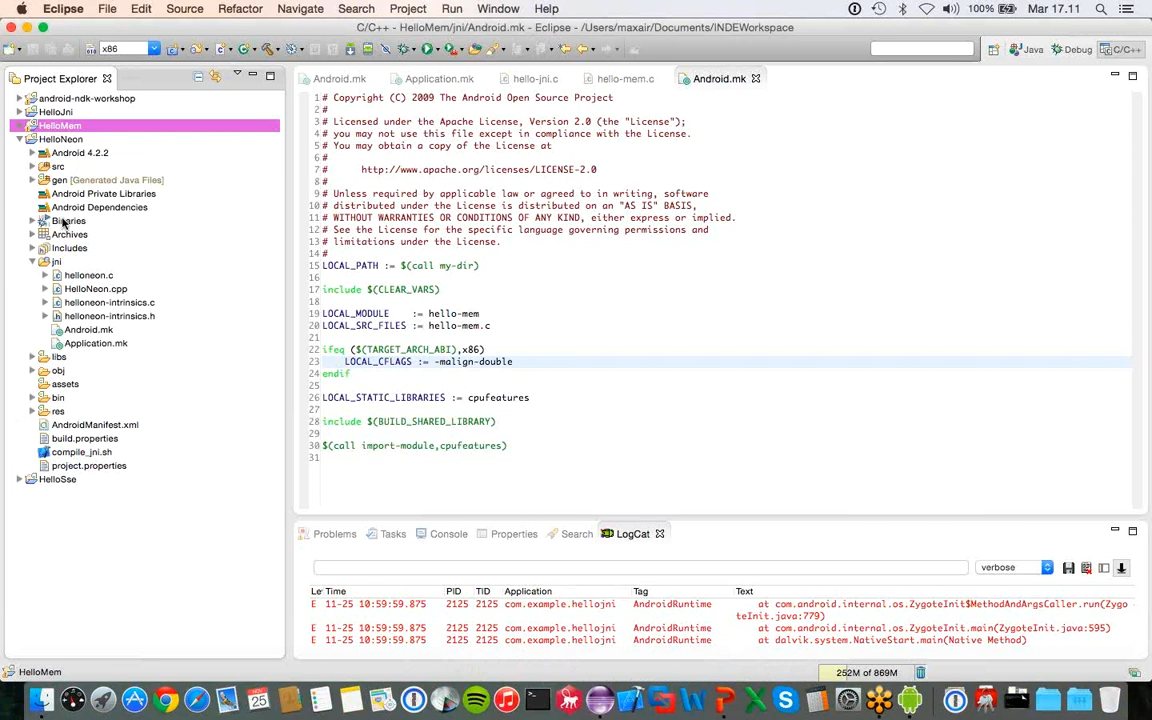 Eclipse File Edit Source Refactor Navigate Search Project Run Window Help 100% Mar 17.11
C/C++ - HelloMem/jni/Android.mk - Eclipse - /Users/maxair/Documents/INDEWorkspace
x86 Java Debug C/C++
Project Explorer
android-ndk-workshop
HelloJni
HelloMem
HelloNeon
Android 4.2.2
src
gen [Generated Java Files]
Android Private Libraries
Android Dependencies
Binaries
Archives
Includes
jni
helloneon.c
HelloNeon.cpp
helloneon-intrinsics.c
helloneon-intrinsics.h
Android.mk
Application.mk
libs
obj
assets
bin
res
AndroidManifest.xml
build.properties
compile_jni.sh
project.properties
HelloSse
Android.mk Application.mk hello-jni.c hello-mem.c Android.mk
1 # Copyright (C) 2009 The Android Open Source Project
2 #
3 # Licensed under the Apache License, Version 2.0 (the "License");
4 # you may not use this file except in compliance with the License.
5 # You may obtain a copy of the License at
6 #
7 # http://www.apache.org/licenses/LICENSE-2.0
8 #
9 # Unless required by applicable law or agreed to in writing, software
10 # distributed under the License is distributed on an "AS IS" BASIS,
11 # WITHOUT WARRANTIES OR CONDITIONS OF ANY KIND, either express or implied.
12 # See the License for the specific language governing permissions and
13 # limitations under the License.
14 #
15 LOCAL_PATH := $(call my-dir)
16
17 include $(CLEAR_VARS)
18
19 LOCAL_MODULE := hello-mem
20 LOCAL_SRC_FILES := hello-mem.c
21
22 ifeq ($(TARGET_ARCH_ABI),x86)
23 LOCAL_CFLAGS := -malign-double
24 endif
25
26 LOCAL_STATIC_LIBRARIES := cpufeatures
27
28 include $(BUILD_SHARED_LIBRARY)
29
30 $(call import-module,cpufeatures)
31
Problems Tasks Console Properties Search LogCat
verbose
Le Time PID TID Application Tag Text
E 11-25 10:59:59.875 2125 2125 com.example.hellojni AndroidRuntime at com.android.internal.os.ZygoteInit$MethodAndArgsCaller.run(Zygo
teInit.java:779)
E 11-25 10:59:59.875 2125 2125 com.example.hellojni AndroidRuntime at com.android.internal.os.ZygoteInit.main(ZygoteInit.java:595)
E 11-25 10:59:59.875 2125 2125 com.example.hellojni AndroidRuntime at dalvik.system.NativeStart.main(Native Method)
HelloMem 252M of 869M